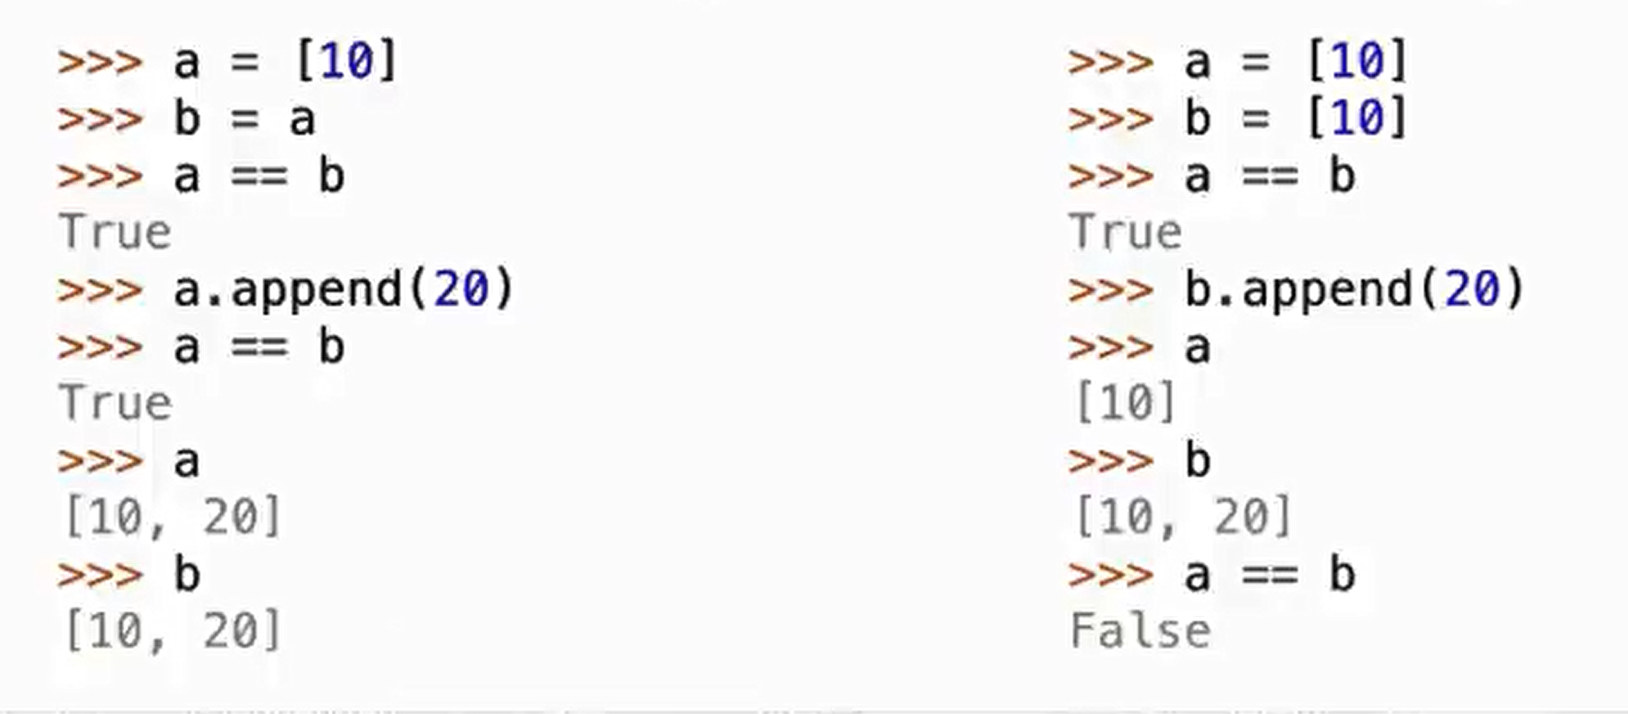 >>> a = [10]
>>> b = a
>>> a == b
True
>>> a.append(20)
>>> a == b
True
>>> a
[10, 20]
>>> b
[10, 20]
>>> a = [10]
>>> b = [10]
>>> a == b
True
>>> b.append(20)
>>> a
[10]
>>> b
[10, 20]
>>> a == b
False